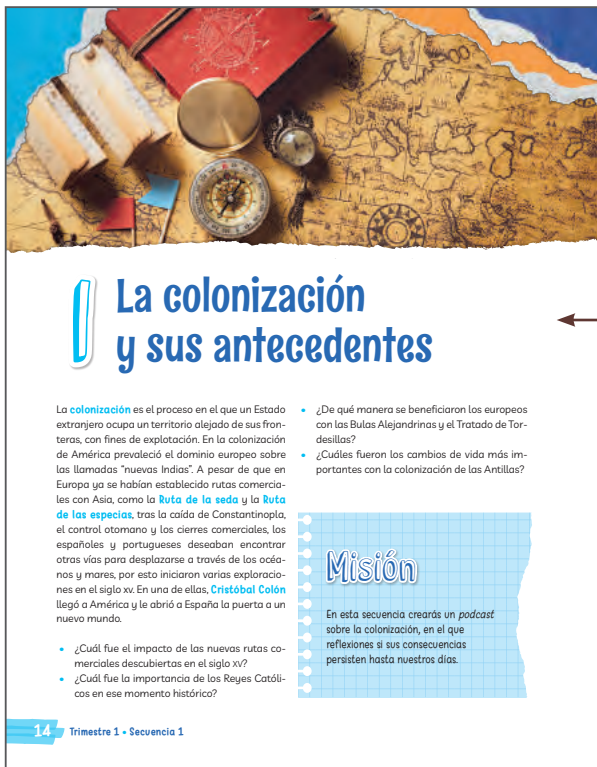 1
La colonización
y sus antecedentes
La colonización es el proceso en el que un Estado
extranjero ocupa un territorio alejado de sus fron-
teras, con fines de explotación. En la colonización
de América prevaleció el dominio europeo sobre
las llamadas "nuevas Indias". A pesar de que en
Europa ya se habían establecido rutas comercia-
les con Asia, como la Ruta de la seda y la Ruta
de las especias, tras la caída de Constantinopla,
el control otomano y los cierres comerciales, los
españoles y portugueses deseaban encontrar
otras vías para desplazarse a través de los océa-
nos y mares, por esto iniciaron varias exploracio-
nes en el siglo XV. En una de ellas, Cristóbal Colón
llegó a América y le abrió a España la puerta a un
nuevo mundo.
• ¿Cuál fue el impacto de las nuevas rutas co-
merciales descubiertas en el siglo XV?
• ¿Cuál fue la importancia de los Reyes Católi-
cos en ese momento histórico?
• ¿De qué manera se beneficiaron los europeos
con las Bulas Alejandrinas y el Tratado de Tor-
desillas?
• ¿Cuáles fueron los cambios de vida más im-
portantes con la colonización de las Antillas?
Misión
En esta secuencia crearás un podcast
sobre la colonización, en el que
reflexiones si sus consecuencias
persisten hasta nuestros días.
14 Trimestre 1 • Secuencia 1